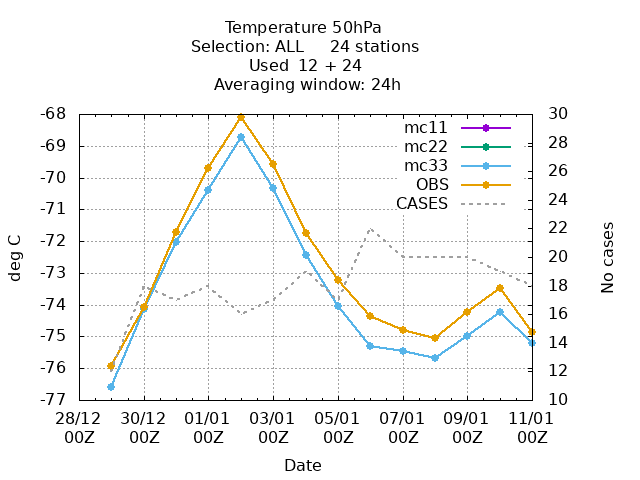 Temperature 50hPa
Selection: ALL     24 stations
Used  12 + 24
Averaging window: 24h
-68
-69
-70
-71
-72
-73
-74
-75
-76
-77
30
28
26
24
22
20
18
16
14
12
10
mc11
mc22
mc33
OBS
CASES
deg C
No cases
28/12 30/12 01/01 03/01 05/01 07/01 09/01 11/01
00Z 00Z 00Z 00Z 00Z 00Z 00Z 00Z
Date